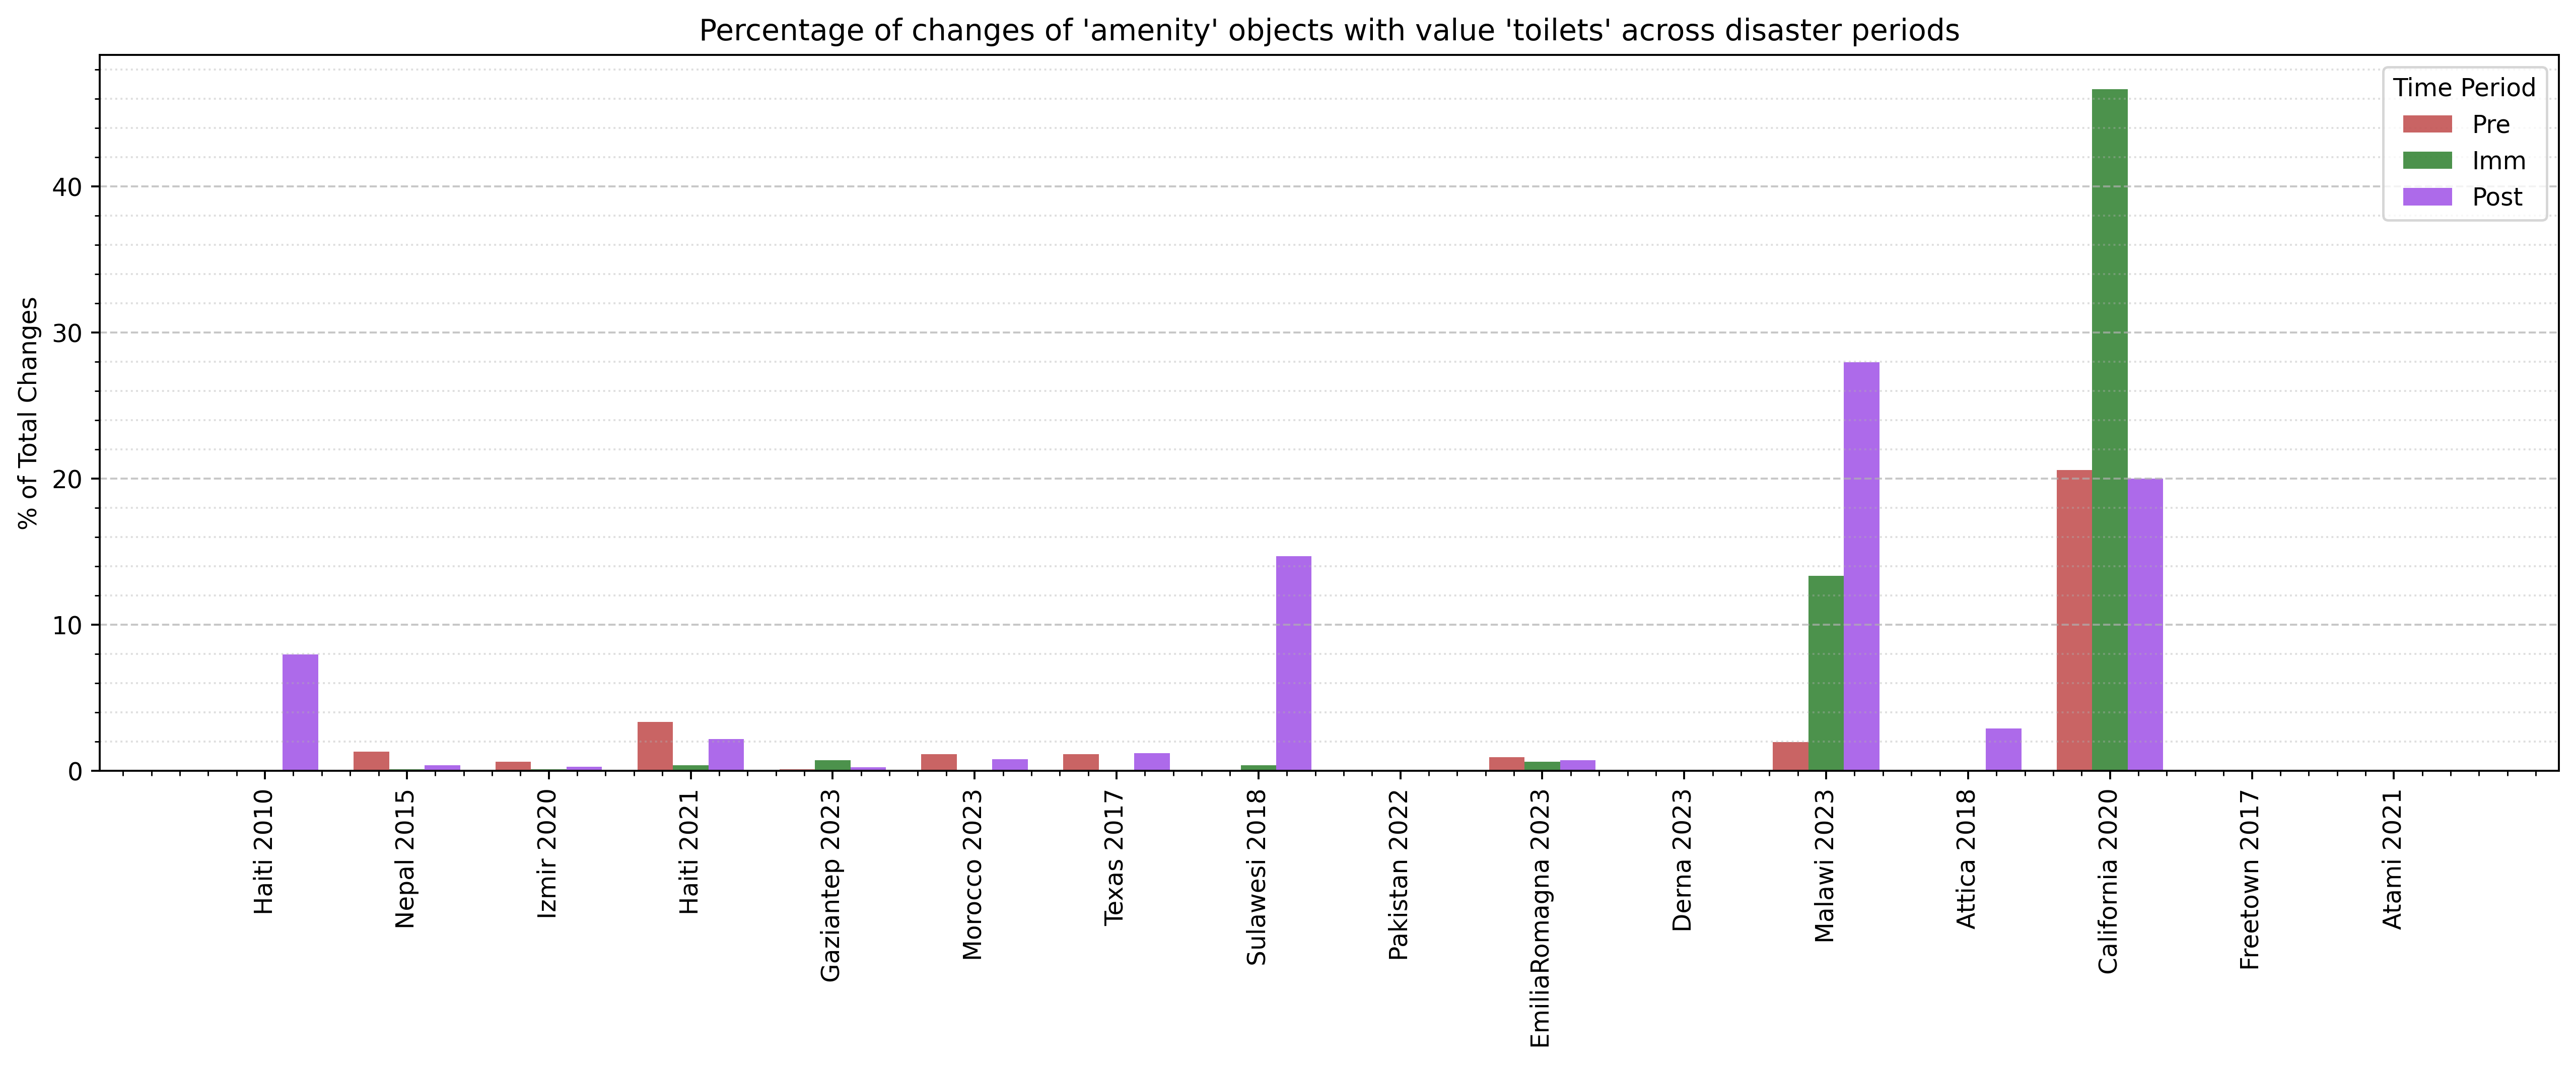 Percentage of changes of 'amenity' objects with value 'toilets' across disaster periods
% of Total Changes
40
30
20
10
0
Time Period
Pre
Imm
Post
Haiti 2010
Nepal 2015
Izmir 2020
Haiti 2021
Gaziantep 2023
Morocco 2023
Texas 2017
Sulawesi 2018
Pakistan 2022
EmiliaRomagna 2023
Derna 2023
Malawi 2023
Attica 2018
California 2020
Freetown 2017
Atami 2021